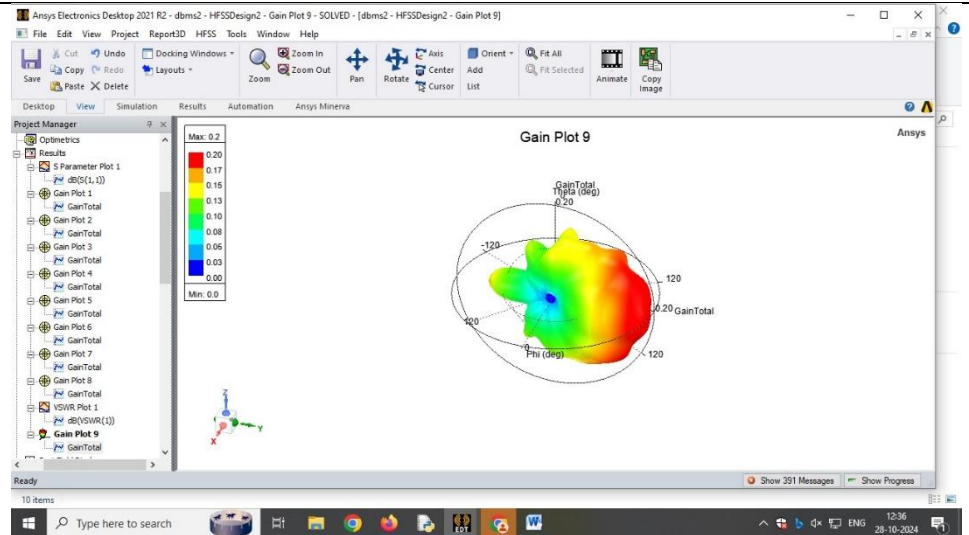 Ansys Electronics Desktop 2021 R2 - dbms2 - HFSSDesign2 - Gain Plot 9 - SOLVED - [dbms2 - HFSSDesign2 - Gain Plot 9]
File Edit View Project Report3D HFSS Tools Window Help
Save
Cut
Copy
Paste
Undo
Redo
Delete
Docking Windows
Layouts
Zoom
Zoom In
Zoom Out
Pan
Rotate
Axis
Center
Cursor
Orient
Add
List
Fit All
Fit Selected
Animate
Copy
Image
Desktop View Simulation Results Automation Ansys Minerva
Project Manager
Optimetrics
Results
S Parameter Plot 1
dB(S(1,1))
Gain Plot 1
GainTotal
Gain Plot 2
GainTotal
Gain Plot 3
GainTotal
Gain Plot 4
GainTotal
Gain Plot 5
GainTotal
Gain Plot 6
GainTotal
Gain Plot 7
GainTotal
Gain Plot 8
GainTotal
VSWR Plot 1
dB(VSWR(1))
Gain Plot 9
GainTotal
Max: 0.2
0.20
0.17
0.15
0.13
0.10
0.08
0.05
0.03
0.00
Min: 0.0
Gain Plot 9
Ansys
GainTotal
Theta (deg)
0.20
-120
120
0.20 GainTotal
120
120
0
Phi (deg)
Z
Y
X
Ready
Show 391 Messages
Show Progress
10 items
Type here to search
EDT
ENG
12:36
28-10-2024